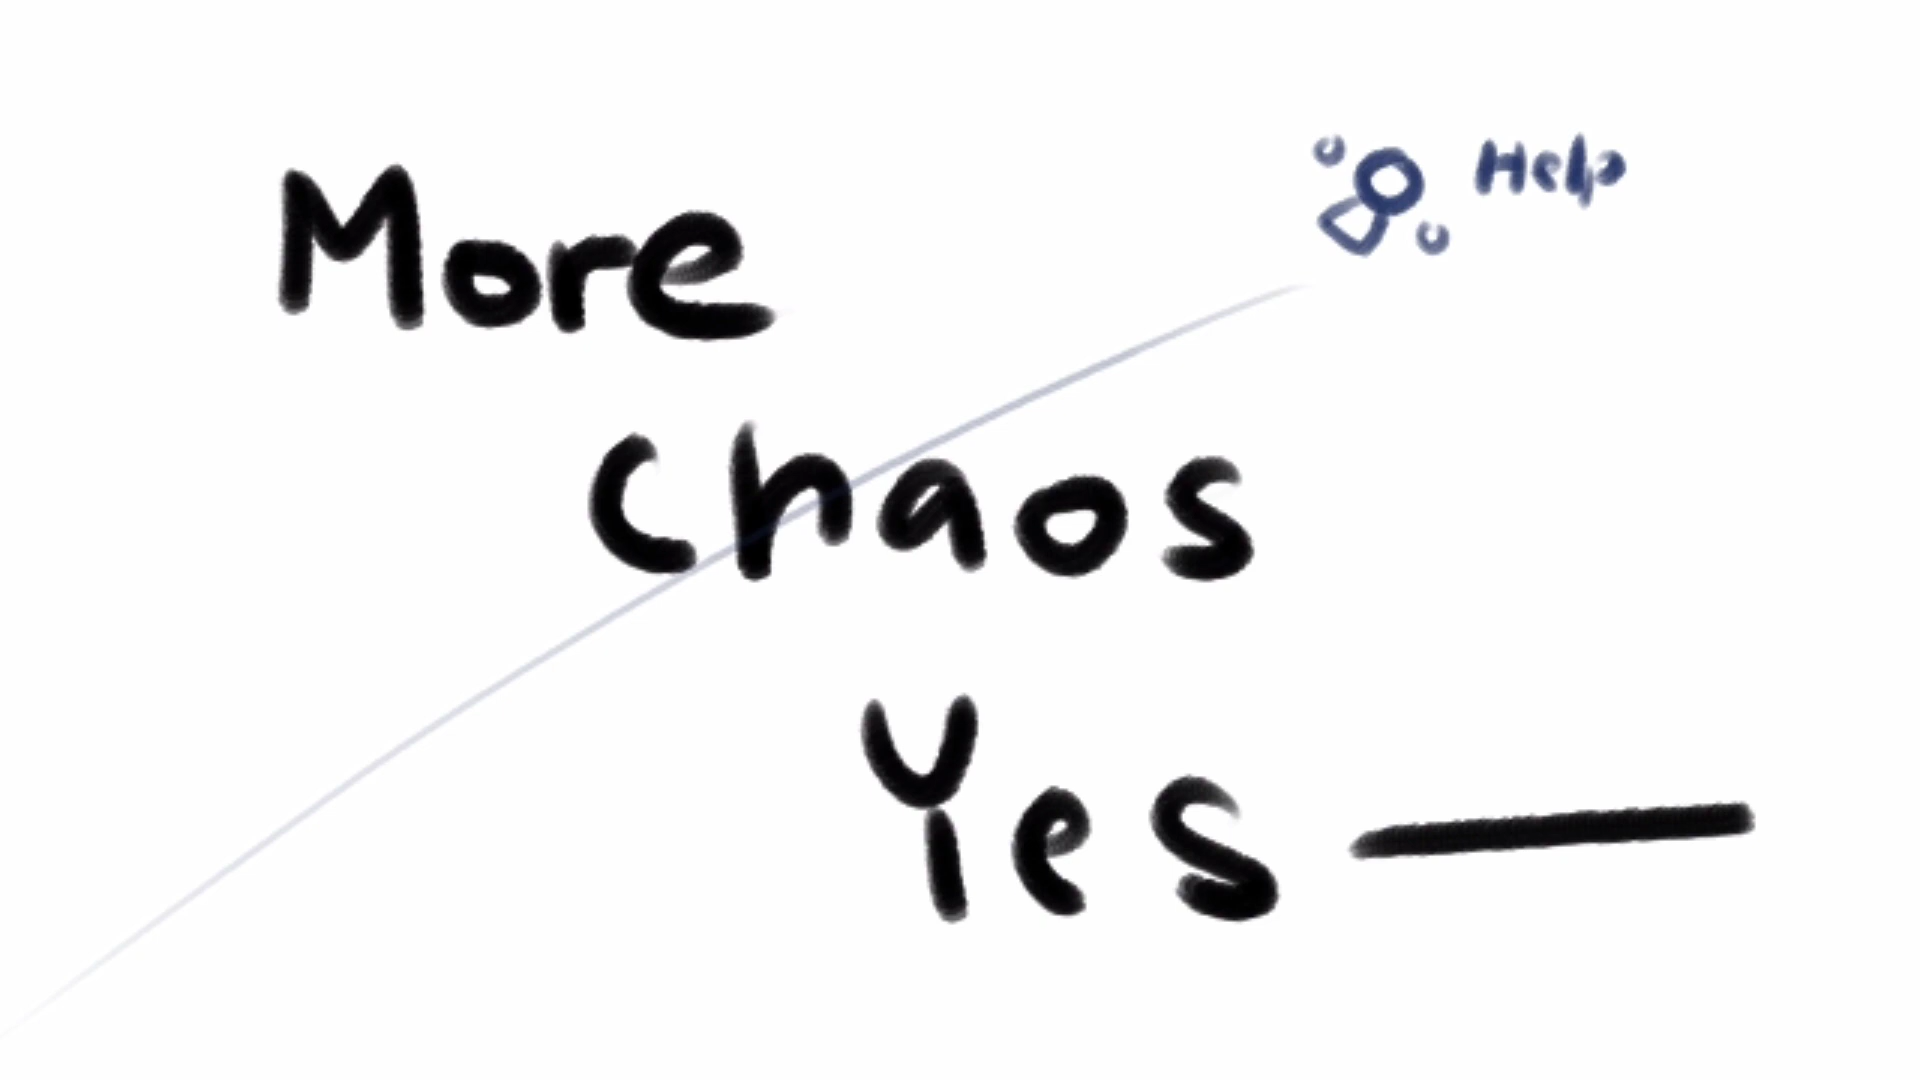 Help
More
Chaos
Yes —